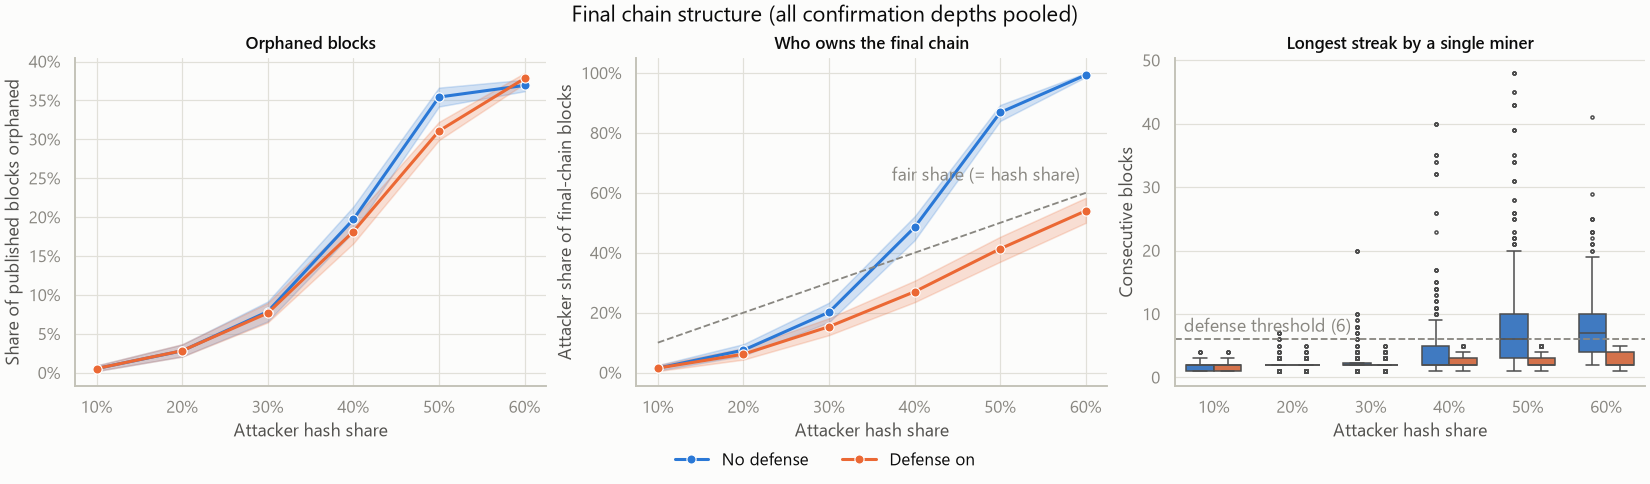 Final chain structure (all confirmation depths pooled)
Orphaned blocks
Share of published blocks orphaned
40%
35%
30%
25%
20%
15%
10%
5%
0%
10% 20% 30% 40% 50% 60%
Attacker hash share
Who owns the final chain
Attacker share of final-chain blocks
100%
80%
60%
40%
20%
0%
fair share (= hash share)
10% 20% 30% 40% 50% 60%
Attacker hash share
Longest streak by a single miner
Consecutive blocks
50
40
30
20
10
0
defense threshold (6)
10% 20% 30% 40% 50% 60%
Attacker hash share
No defense Defense on